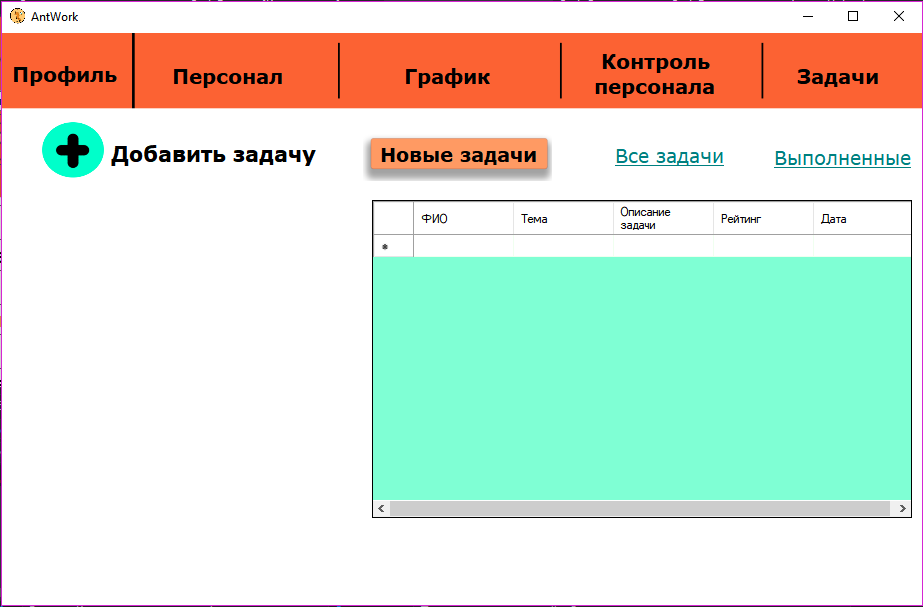 AntWork
Профиль
Персонал
График
Контроль
персонала
Задачи
Добавить задачу
Новые задачи
Все задачи
Выполненные
ФИО
Тема
Описание
задачи
Рейтинг
Дата